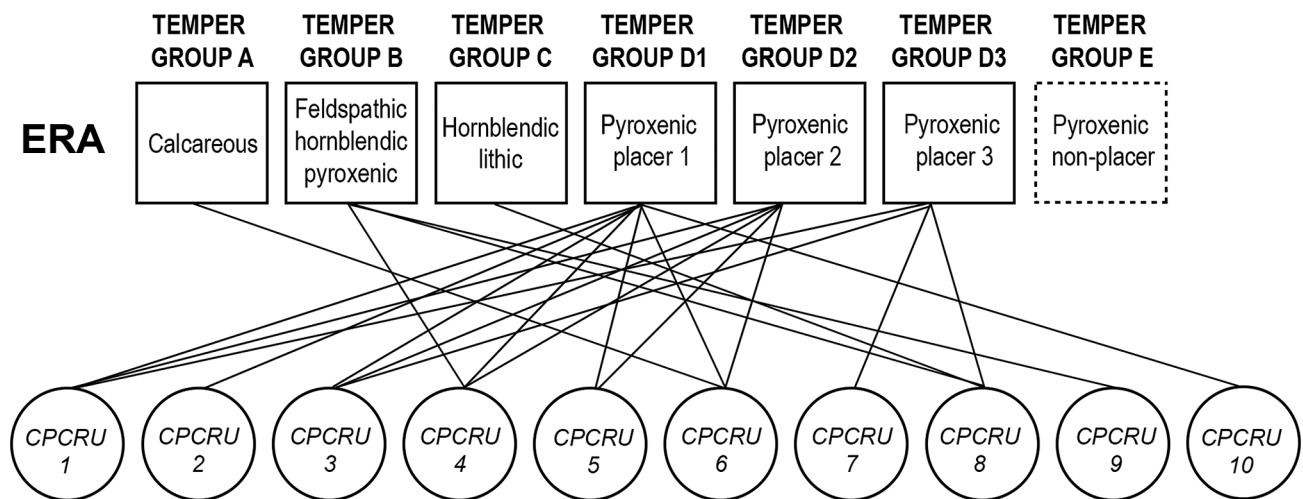 TEMPER GROUP A
TEMPER GROUP B
TEMPER GROUP C
TEMPER GROUP D1
TEMPER GROUP D2
TEMPER GROUP D3
TEMPER GROUP E
ERA
Calcareous
Feldspathic
hornblendic
pyroxenic
Hornblendic
lithic
Pyroxenic
placer 1
Pyroxenic
placer 2
Pyroxenic
placer 3
Pyroxenic
non-placer
CPCRU
1
CPCRU
2
CPCRU
3
CPCRU
4
CPCRU
5
CPCRU
6
CPCRU
7
CPCRU
8
CPCRU
9
CPCRU
10